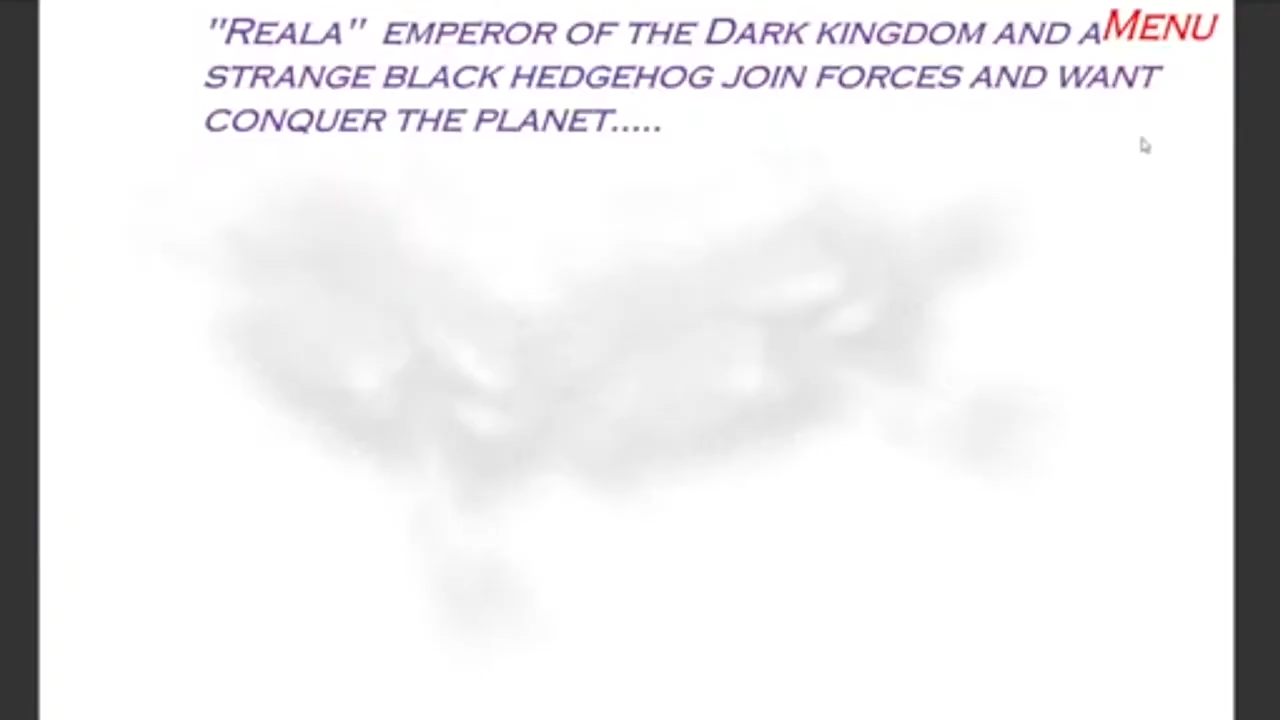 "Reala" emperor of the Dark kingdom and a
Menu
strange black hedgehog join forces and want
conquer the planet.....